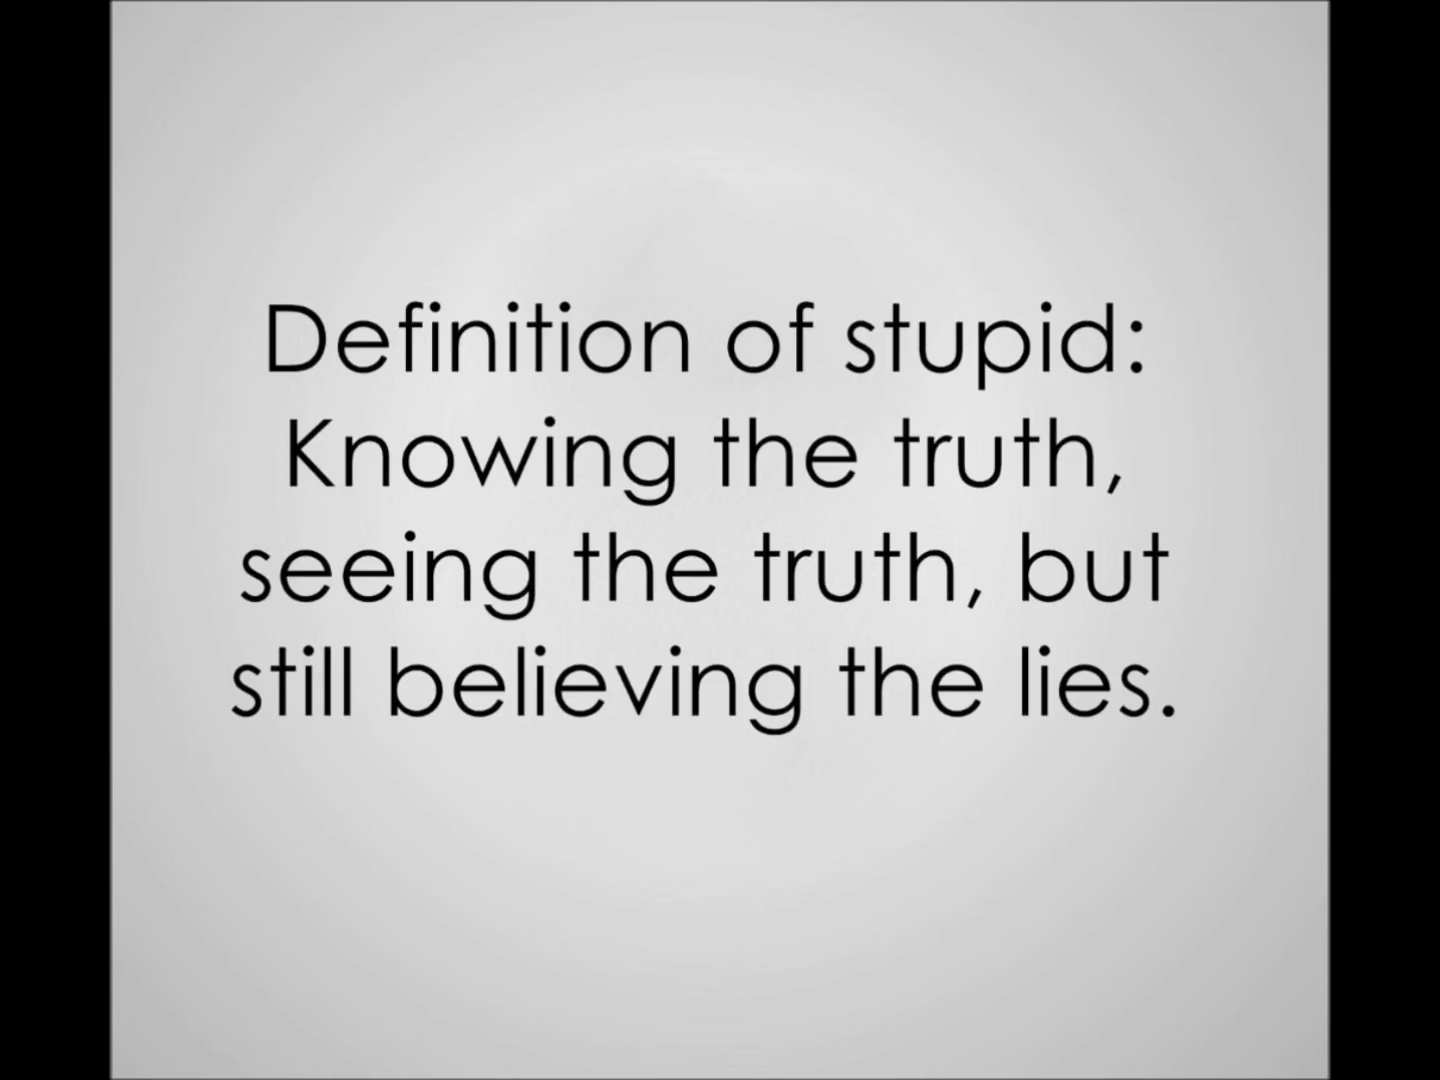 Definition of stupid:
Knowing the truth,
seeing the truth, but
still believing the lies.